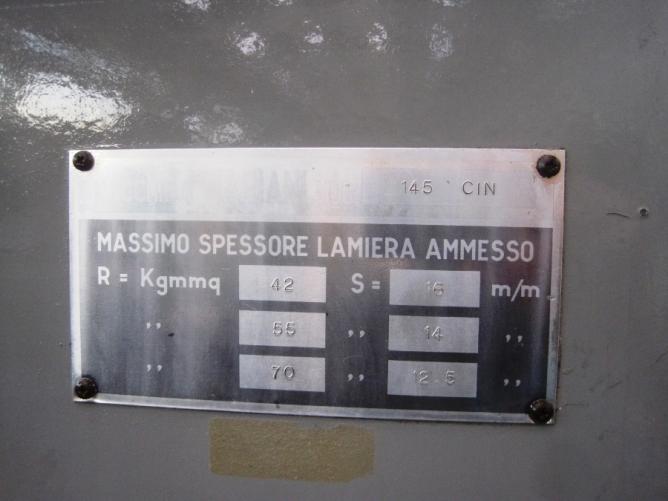 145 CIN
MASSIMO SPESSORE LAMIERA AMMESSO
R = Kgmmq 42 S = 16 m/m
,, 55 ,, 14 ,,
,, 70 ,, 12.5 ,,